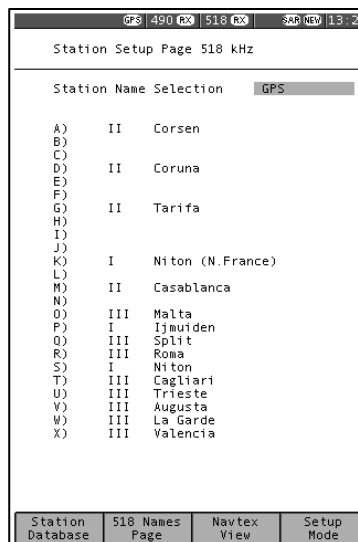 GPS 490 RX 518 RX SAR NEW 13:2
Station Setup Page 518 kHz
Station Name Selection GPS
A) II Corsen
B)
C)
D) II Coruna
E)
F)
G) II Tarifa
H)
I)
J)
K) I Niton (N.France)
L)
M) II Casablanca
N)
O) III Malta
P) I Ijmuiden
Q) III Split
R) III Roma
S) I Niton
T) III Cagliari
U) III Trieste
V) III Augusta
W) III La Garde
X) III Valencia
Station Database 518 Names Page Navtex View Setup Mode